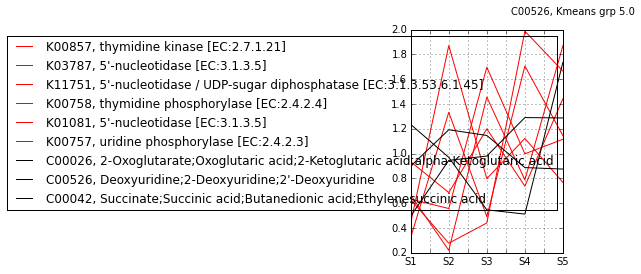 C00526, Kmeans grp 5.0
K00857, thymidine kinase [EC:2.7.1.21]
K03787, 5'-nucleotidase [EC:3.1.3.5]
K11751, 5'-nucleotidase / UDP-sugar diphosphatase [EC:3.1.3.53.6.1.45]
K00758, thymidine phosphorylase [EC:2.4.2.4]
K01081, 5'-nucleotidase [EC:3.1.3.5]
K00757, uridine phosphorylase [EC:2.4.2.3]
C00026, 2-Oxoglutarate;Oxoglutaric acid;2-Ketoglutaric acid;alpha-Ketoglutaric acid
C00526, Deoxyuridine;2-Deoxyuridine;2'-Deoxyuridine
C00042, Succinate;Succinic acid;Butanedionic acid;Ethylenesuccinic acid
2.0
1.8
1.6
1.4
1.2
1.0
0.8
0.6
0.4
0.2
S1 S2 S3 S4 S5